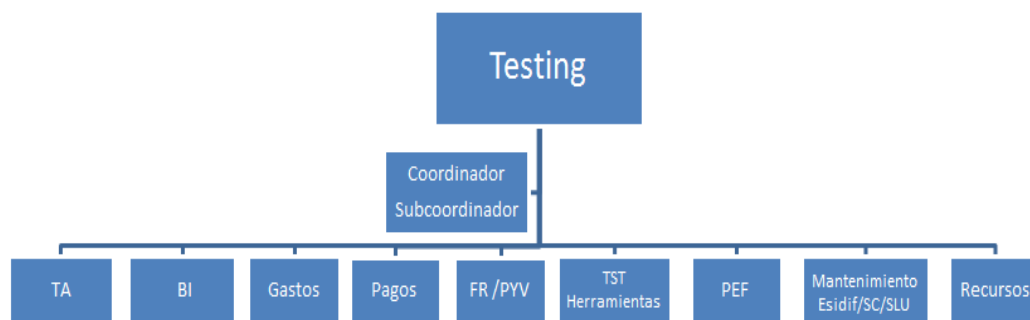 Testing
Coordinador
Subcoordinador
TA
BI
Gastos
Pagos
FR /PYV
TST
Herramientas
PEF
Mantenimiento
Esidif/SC/SLU
Recursos